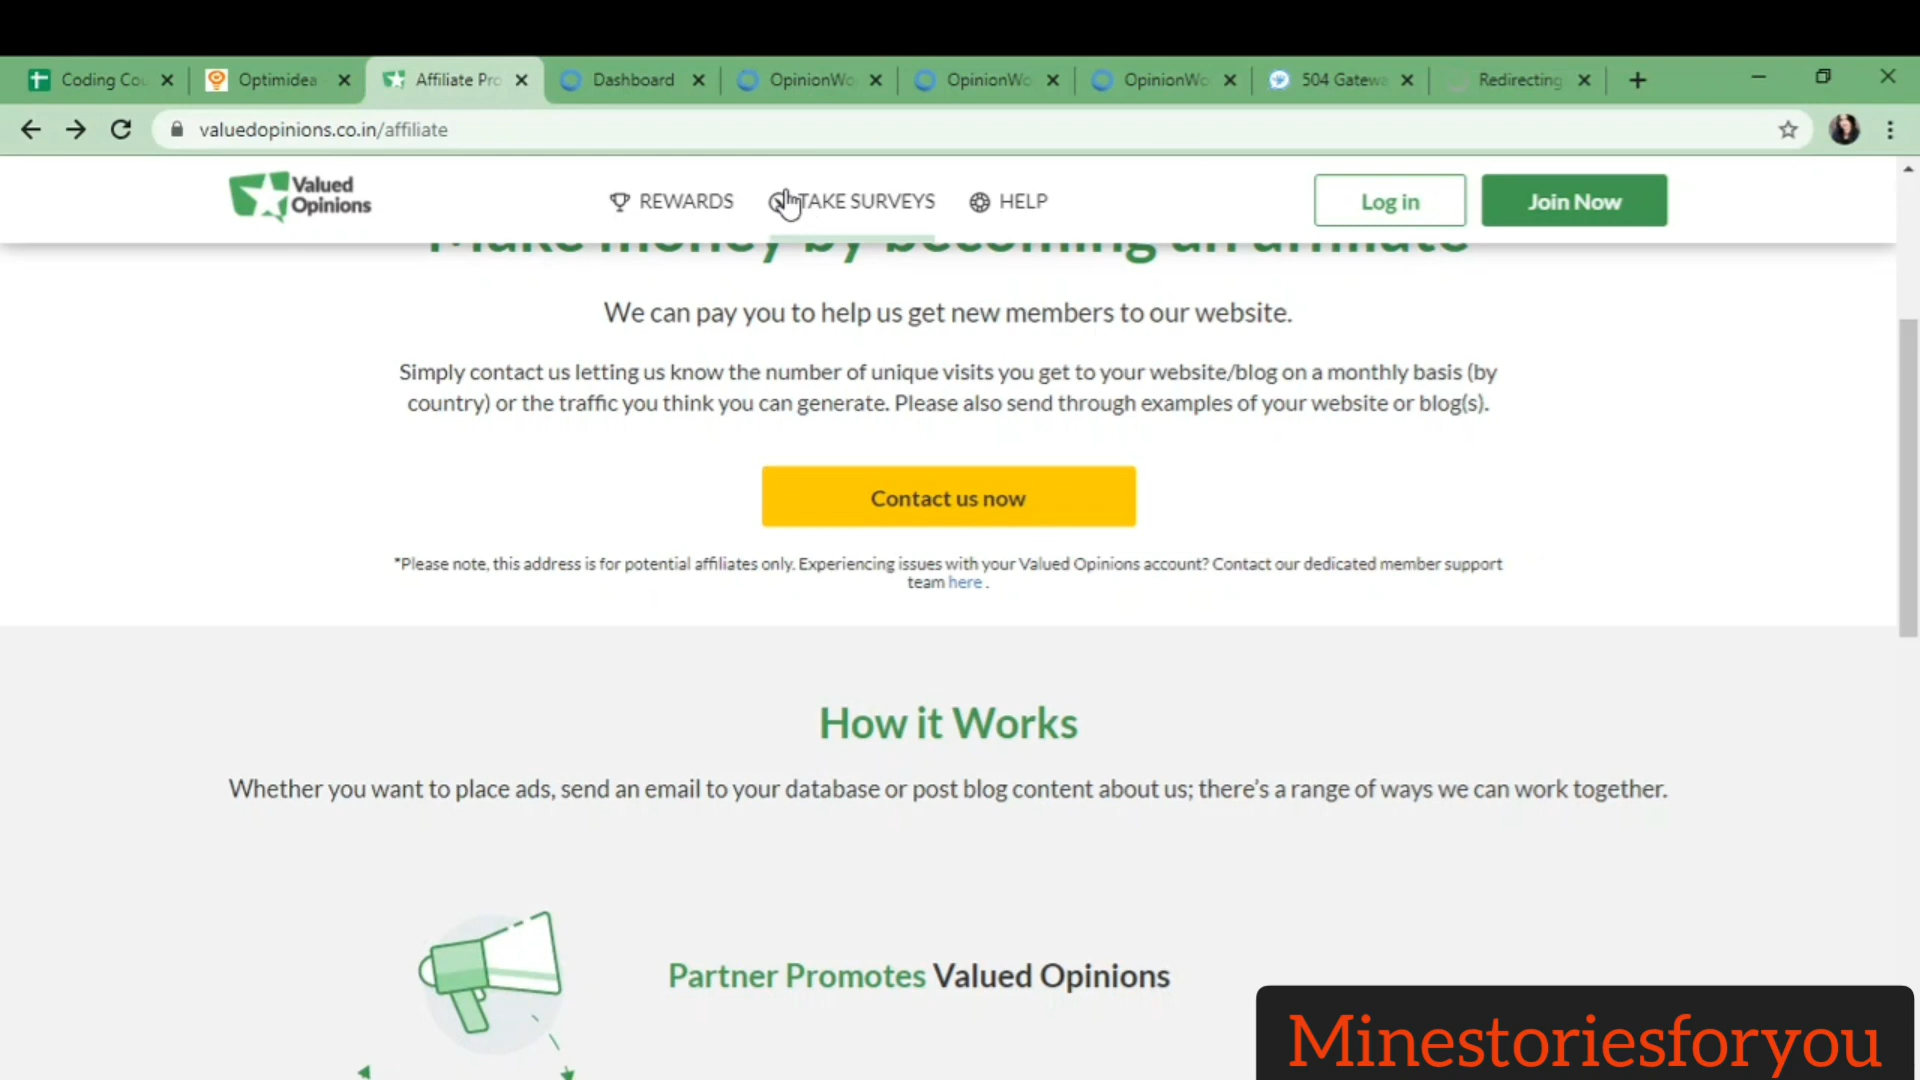 Coding Co
Optimidea
Affiliate Pro
Dashboard
OpinionWo
OpinionWo
OpinionWo
504 Gatewa
Redirecting
valuedopinions.co.in/affiliate
Valued
Opinions
REWARDS
TAKE SURVEYS
HELP
Log in
Join Now
Make money by becoming an affiliate
We can pay you to help us get new members to our website.
Simply contact us letting us know the number of unique visits you get to your website/blog on a monthly basis (by
country) or the traffic you think you can generate. Please also send through examples of your website or blog(s).
Contact us now
*Please note, this address is for potential affiliates only. Experiencing issues with your Valued Opinions account? Contact our dedicated member support
team here .
How it Works
Whether you want to place ads, send an email to your database or post blog content about us; there's a range of ways we can work together.
Partner Promotes Valued Opinions
Minestoriesforyou